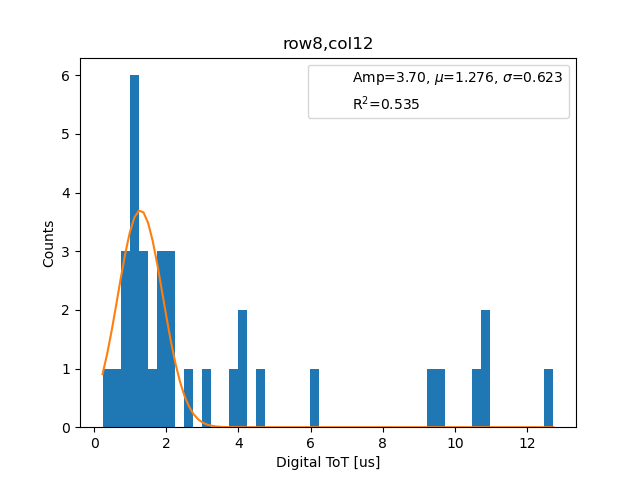 row8,col12
Amp=3.70, μ=1.276, σ=0.623
R²=0.535
6
5
4
3
2
1
0
Counts
0 2 4 6 8 10 12
Digital ToT [us]